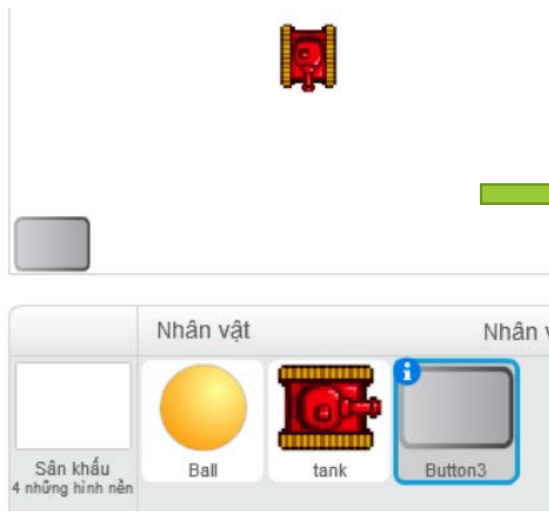 Nhân vật
Nhân
Sân khấu
4 những hình nền
Ball
tank
Button3